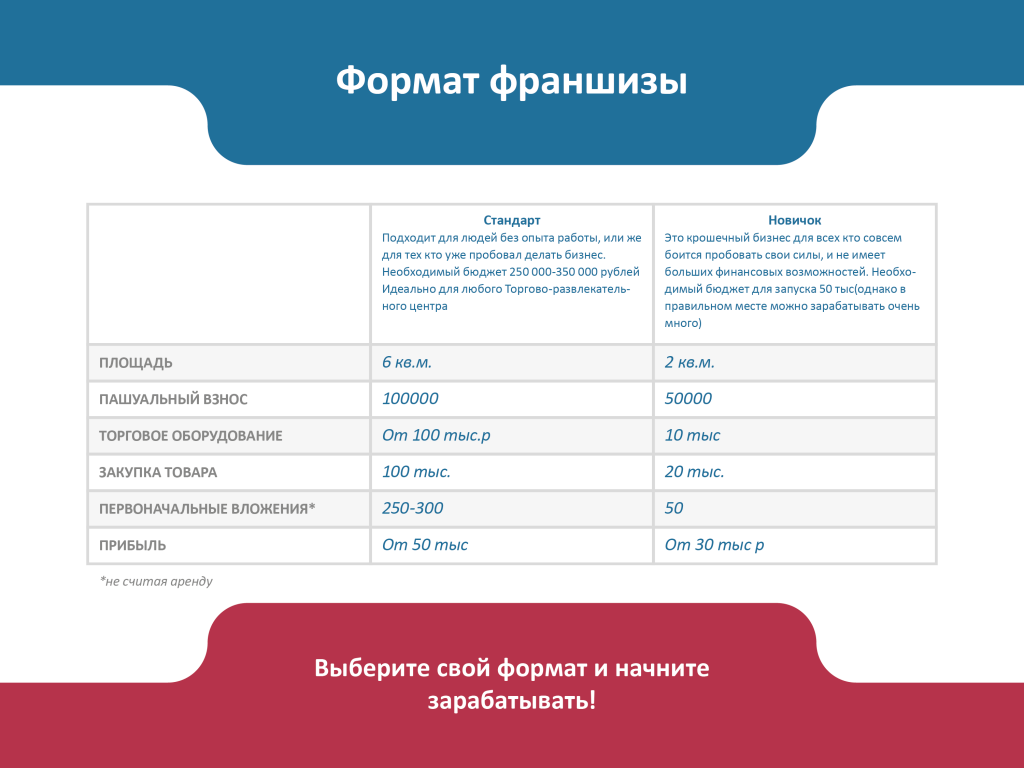 Формат франшизы
Стандарт
Подходит для людей без опыта работы, или же
для тех кто уже пробовал делать бизнес.
Необходимый бюджет 250 000-350 000 рублей
Идеально для любого Торгово-развлекатель-
ного центра
Новичок
Это крошечный бизнес для всех кто совсем
боится пробовать свои силы, и не имеет
больших финансовых возможностей. Необхо-
димый бюджет для запуска 50 тыс(однако в
правильном месте можно зарабатывать очень
много)
ПЛОЩАДЬ 6 кв.м. 2 кв.м.
ПАШУАЛЬНЫЙ ВЗНОС 100000 50000
ТОРГОВОЕ ОБОРУДОВАНИЕ От 100 тыс.р 10 тыс
ЗАКУПКА ТОВАРА 100 тыс. 20 тыс.
ПЕРВОНАЧАЛЬНЫЕ ВЛОЖЕНИЯ* 250-300 50
ПРИБЫЛЬ От 50 тыс От 30 тыс р
*не считая аренду
Выберите свой формат и начните
зарабатывать!